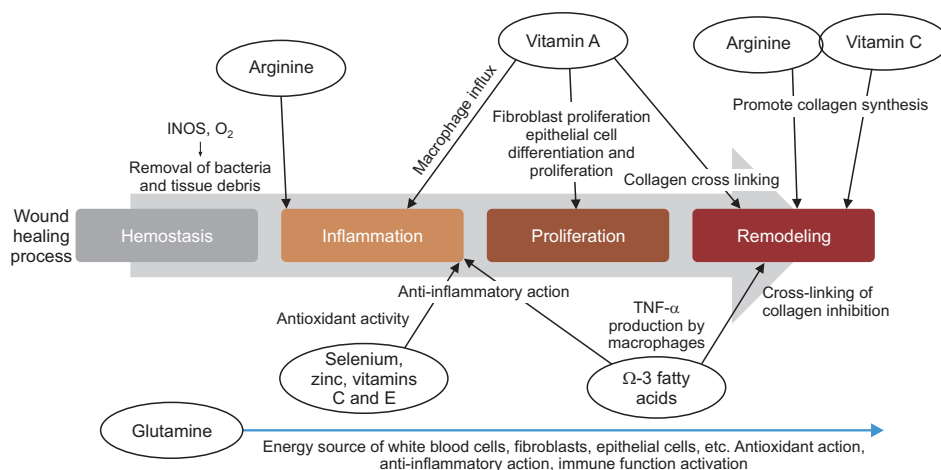 Arginine
Vitamin A
Arginine
Vitamin C
INOS, O₂
Removal of bacteria
and tissue debris
Macrophage influx
Fibroblast proliferation
epithelial cell
differentiation and
proliferation
Promote collagen synthesis
Collagen cross linking
Wound
healing
process
Hemostasis
Inflammation
Proliferation
Remodeling
Antioxidant activity
Anti-inflammatory action
TNF-α
production by
macrophages
Cross-linking of
collagen inhibition
Selenium,
zinc, vitamins
C and E
Ω-3 fatty
acids
Glutamine
Energy source of white blood cells, fibroblasts, epithelial cells, etc. Antioxidant action,
anti-inflammatory action, immune function activation